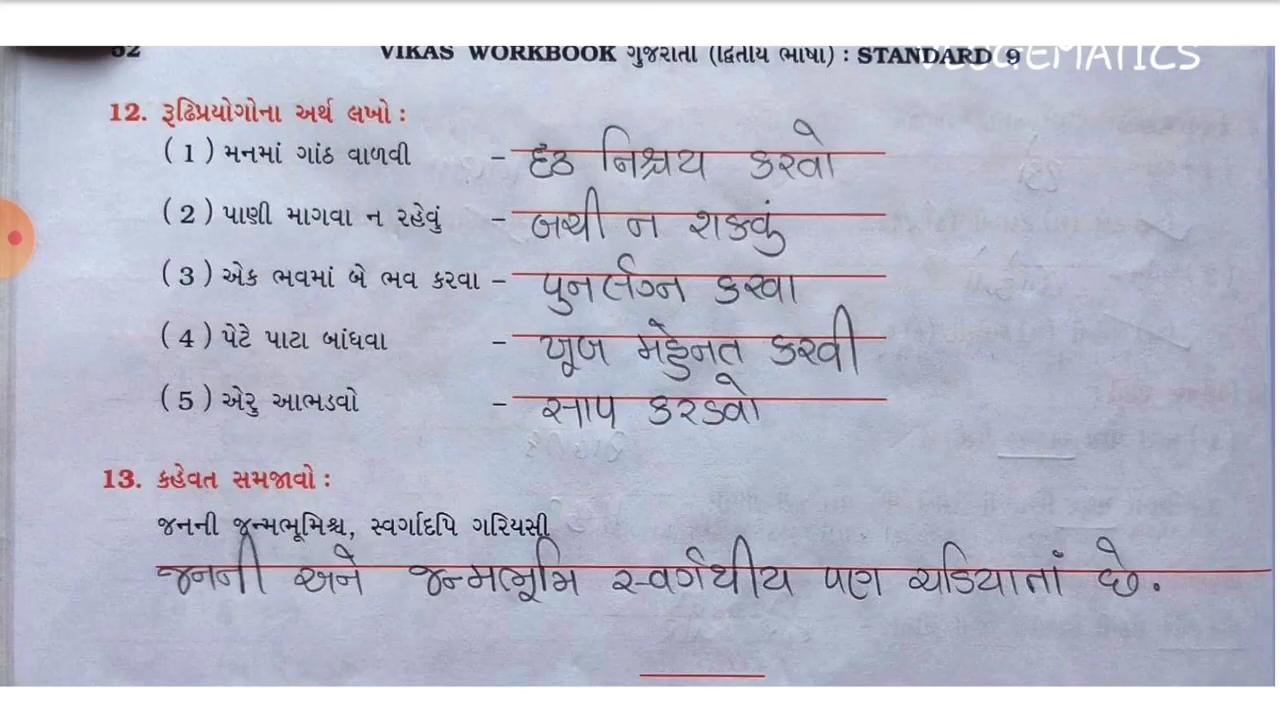 52 VIKAS WORKBOOK ગુજરાતી (દ્વિતીય ભાષા) : STANDARD 9
12. રૂઢિપ્રયોગોના અર્થ લખો :
(1) મનમાં ગાંઠ વાળવી - દૃઢ નિશ્ચય કરવો
(2) પાણી માગવા ન રહેવું - બચી ન શકવું
(3) એક ભવમાં બે ભવ કરવા - પુનર્લગ્ન કરવા
(4) પેટે પાટા બાંધવા - ખૂબ મહેનત કરવી
(5) એરુ આભડવો - સાપ કરડવો
13. કહેવત સમજાવો :
જનની જન્મભૂમિશ્ચ, સ્વર્ગાદપિ ગરિયસી
જનની અને જન્મભૂમિ સ્વર્ગથીય પણ ચડિયાતાં છે.